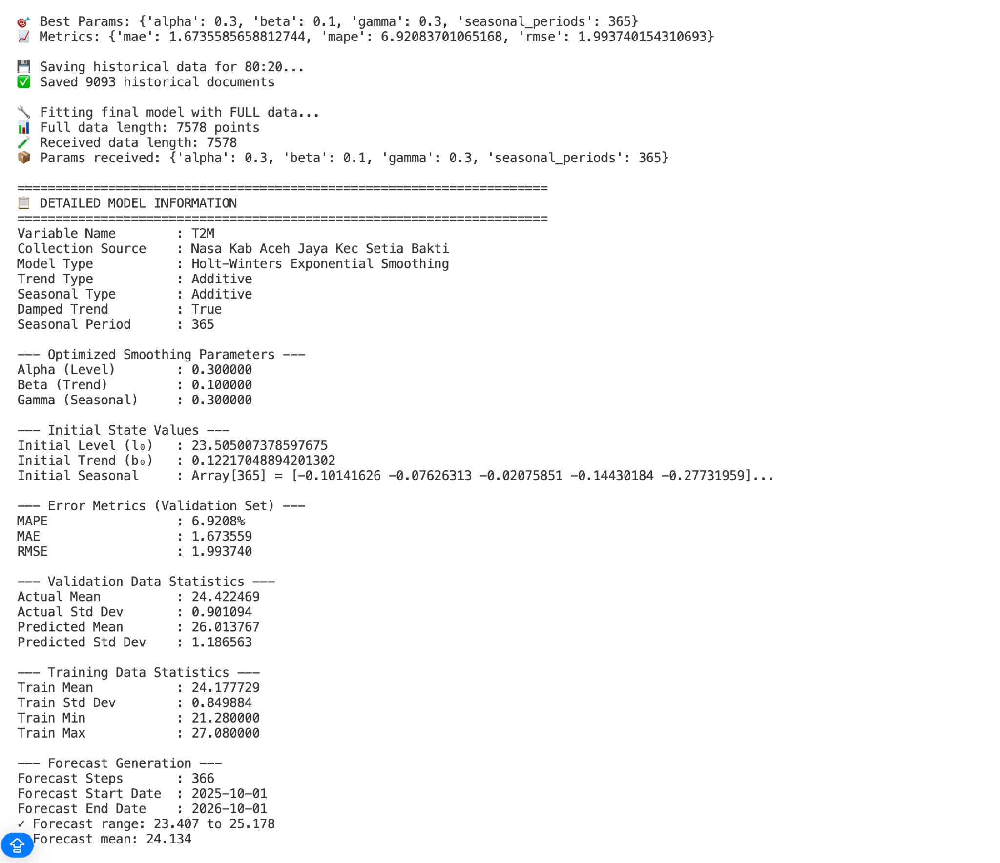 🎯 Best Params: {'alpha': 0.3, 'beta': 0.1, 'gamma': 0.3, 'seasonal_periods': 365}
📈 Metrics: {'mae': 1.6735585658812744, 'mape': 6.92083701065168, 'rmse': 1.993740154310693}
💾 Saving historical data for 80:20...
✅ Saved 9093 historical documents
🔧 Fitting final model with FULL data...
📊 Full data length: 7578 points
🧪 Received data length: 7578
📦 Params received: {'alpha': 0.3, 'beta': 0.1, 'gamma': 0.3, 'seasonal_periods': 365}
======================================================================
📋 DETAILED MODEL INFORMATION
======================================================================
Variable Name : T2M
Collection Source : Nasa Kab Aceh Jaya Kec Setia Bakti
Model Type : Holt-Winters Exponential Smoothing
Trend Type : Additive
Seasonal Type : Additive
Damped Trend : True
Seasonal Period : 365
--- Optimized Smoothing Parameters ---
Alpha (Level) : 0.300000
Beta (Trend) : 0.100000
Gamma (Seasonal) : 0.300000
--- Initial State Values ---
Initial Level (l₀) : 23.505007378597675
Initial Trend (b₀) : 0.12217048894201302
Initial Seasonal : Array[365] = [-0.10141626 -0.07626313 -0.02075851 -0.14430184 -0.27731959]...
--- Error Metrics (Validation Set) ---
MAPE : 6.9208%
MAE : 1.673559
RMSE : 1.993740
--- Validation Data Statistics ---
Actual Mean : 24.422469
Actual Std Dev : 0.901094
Predicted Mean : 26.013767
Predicted Std Dev : 1.186563
--- Training Data Statistics ---
Train Mean : 24.177729
Train Std Dev : 0.849884
Train Min : 21.280000
Train Max : 27.080000
--- Forecast Generation ---
Forecast Steps : 366
Forecast Start Date : 2025-10-01
Forecast End Date : 2026-10-01
✓ Forecast range: 23.407 to 25.178
Forecast mean: 24.134